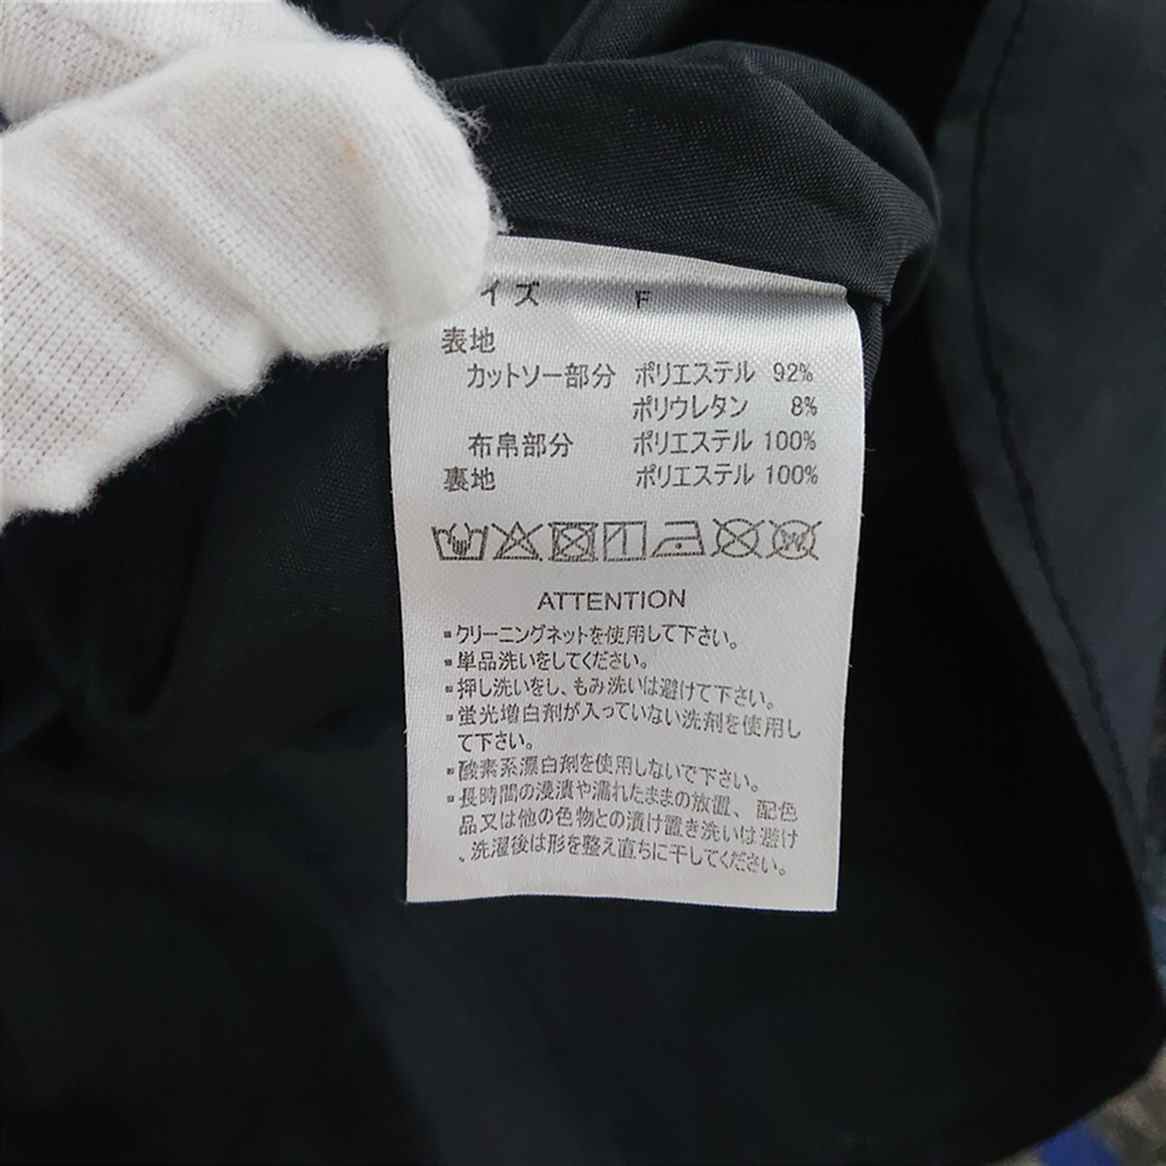 イズ F
表地
カットソー部分 ポリエステル 92%
ポリウレタン 8%
布帛部分 ポリエステル 100%
裏地 ポリエステル 100%
ATTENTION
▪クリーニングネットを使用して下さい。
▪単品洗いをしてください。
▪押し洗いをし、もみ洗いは避けて下さい。
▪蛍光増白剤が入っていない洗剤を使用し
て下さい。
▪酸素系漂白剤を使用しないで下さい。
▪長時間の浸漬や濡れたままの放置、配色
品又は他の色物との漬け置き洗いは避け
、洗濯後は形を整え直ちに干してください。